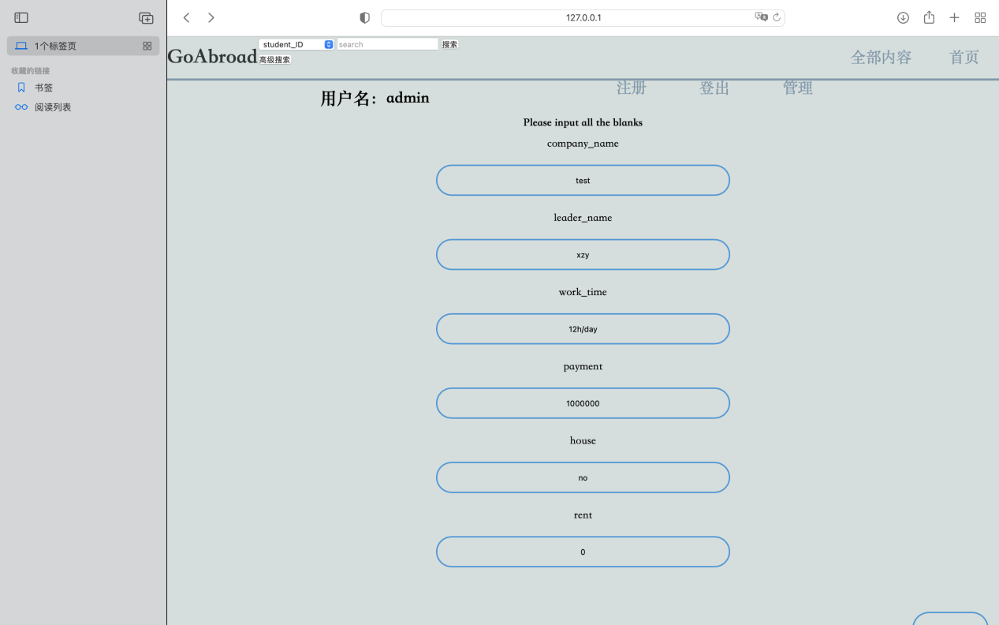 127.0.0.1
1个标签页
收藏的链接
书签
阅读列表
GoAbroad
student_ID
search
搜索
高级搜索
全部内容
首页
注册
登出
管理
用户名：admin
Please input all the blanks
company_name
test
leader_name
xzy
work_time
12h/day
payment
1000000
house
no
rent
0